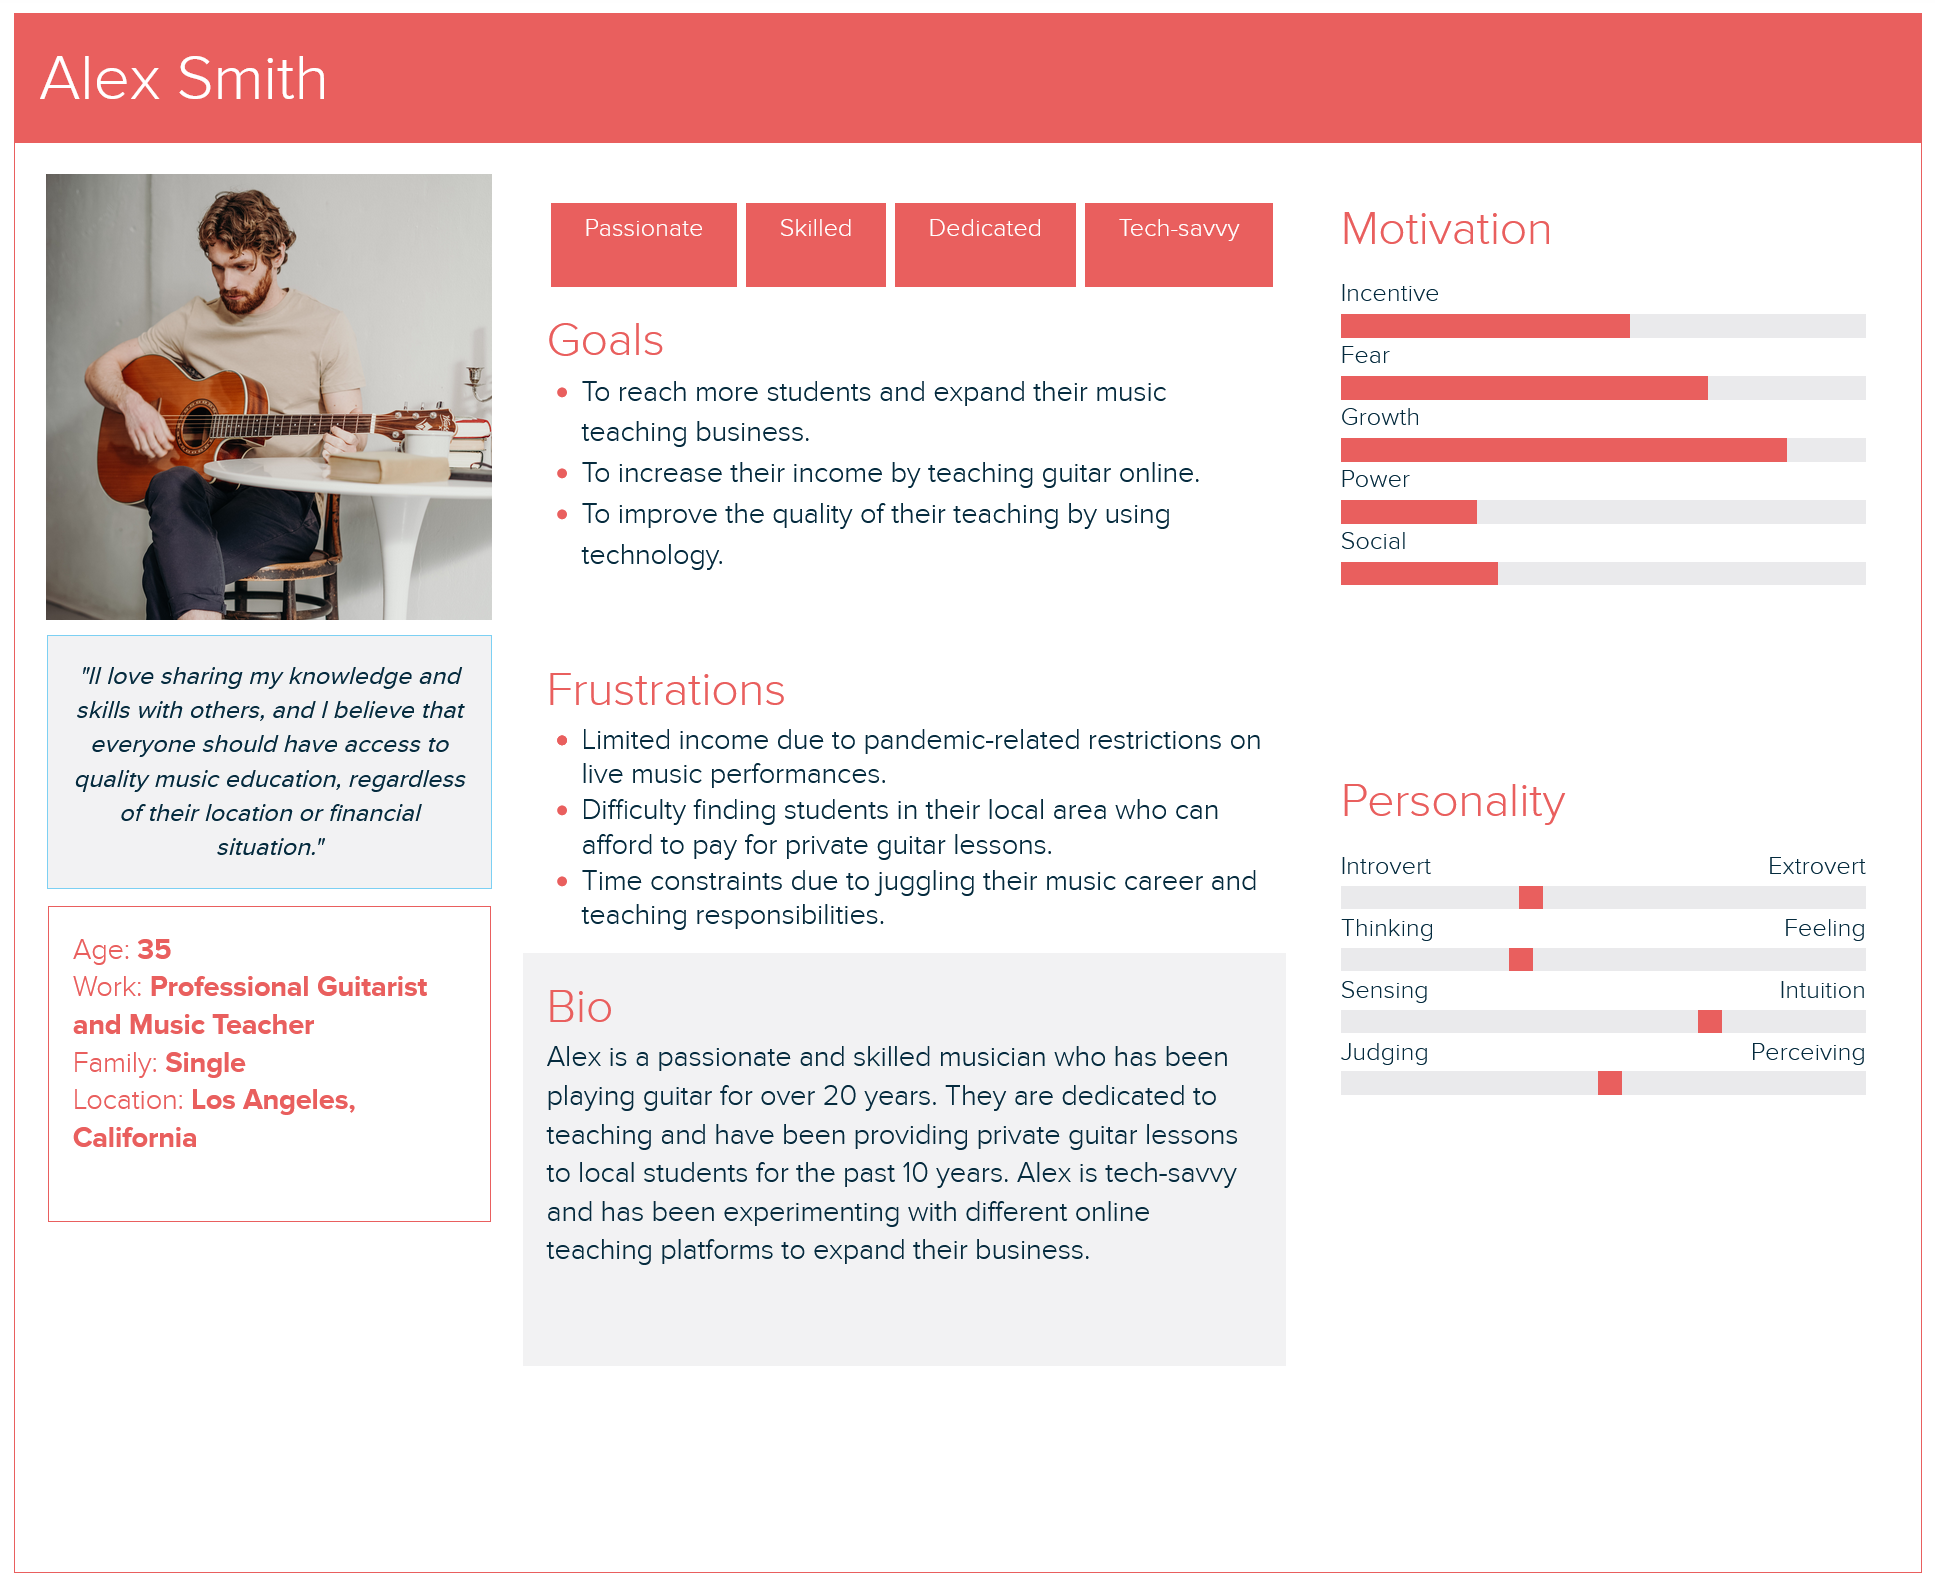 Alex Smith
"Il love sharing my knowledge and
skills with others, and I believe that
everyone should have access to
quality music education, regardless
of their location or financial
situation."
Age: 35
Work: Professional Guitarist
and Music Teacher
Family: Single
Location: Los Angeles,
California
Passionate
Skilled
Dedicated
Tech-savvy
Goals
• To reach more students and expand their music
teaching business.
• To increase their income by teaching guitar online.
• To improve the quality of their teaching by using
technology.
Frustrations
• Limited income due to pandemic-related restrictions on
live music performances.
• Difficulty finding students in their local area who can
afford to pay for private guitar lessons.
• Time constraints due to juggling their music career and
teaching responsibilities.
Bio
Alex is a passionate and skilled musician who has been
playing guitar for over 20 years. They are dedicated to
teaching and have been providing private guitar lessons
to local students for the past 10 years. Alex is tech-savvy
and has been experimenting with different online
teaching platforms to expand their business.
Motivation
Incentive
Fear
Growth
Power
Social
Personality
Introvert Extrovert
Thinking Feeling
Sensing Intuition
Judging Perceiving